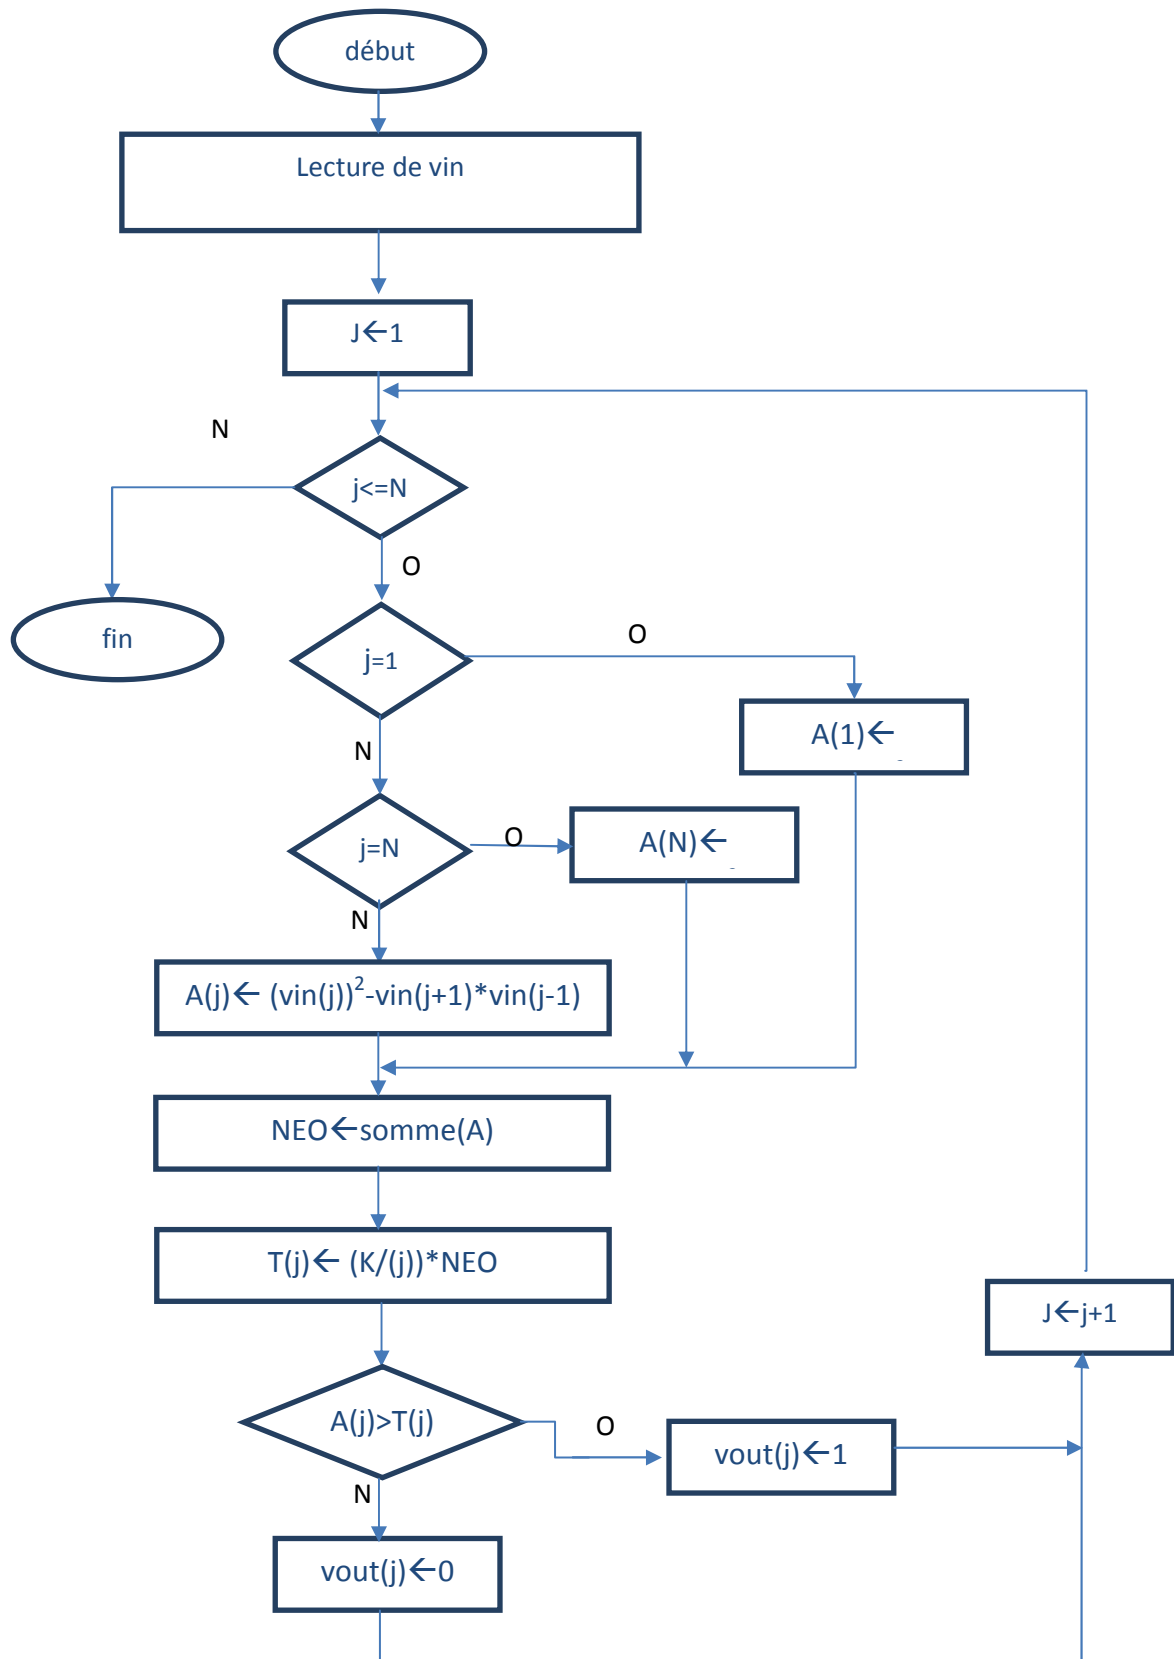 début
Lecture de vin
J←1
N
j<=N
O
fin
j=1
O
A(1)←
N
j=N
O
A(N)←
N
A(j)← (vin(j))²-vin(j+1)*vin(j-1)
NEO←somme(A)
T(j)← (K/(j))*NEO
J←j+1
A(j)>T(j)
O
vout(j)←1
N
vout(j)←0